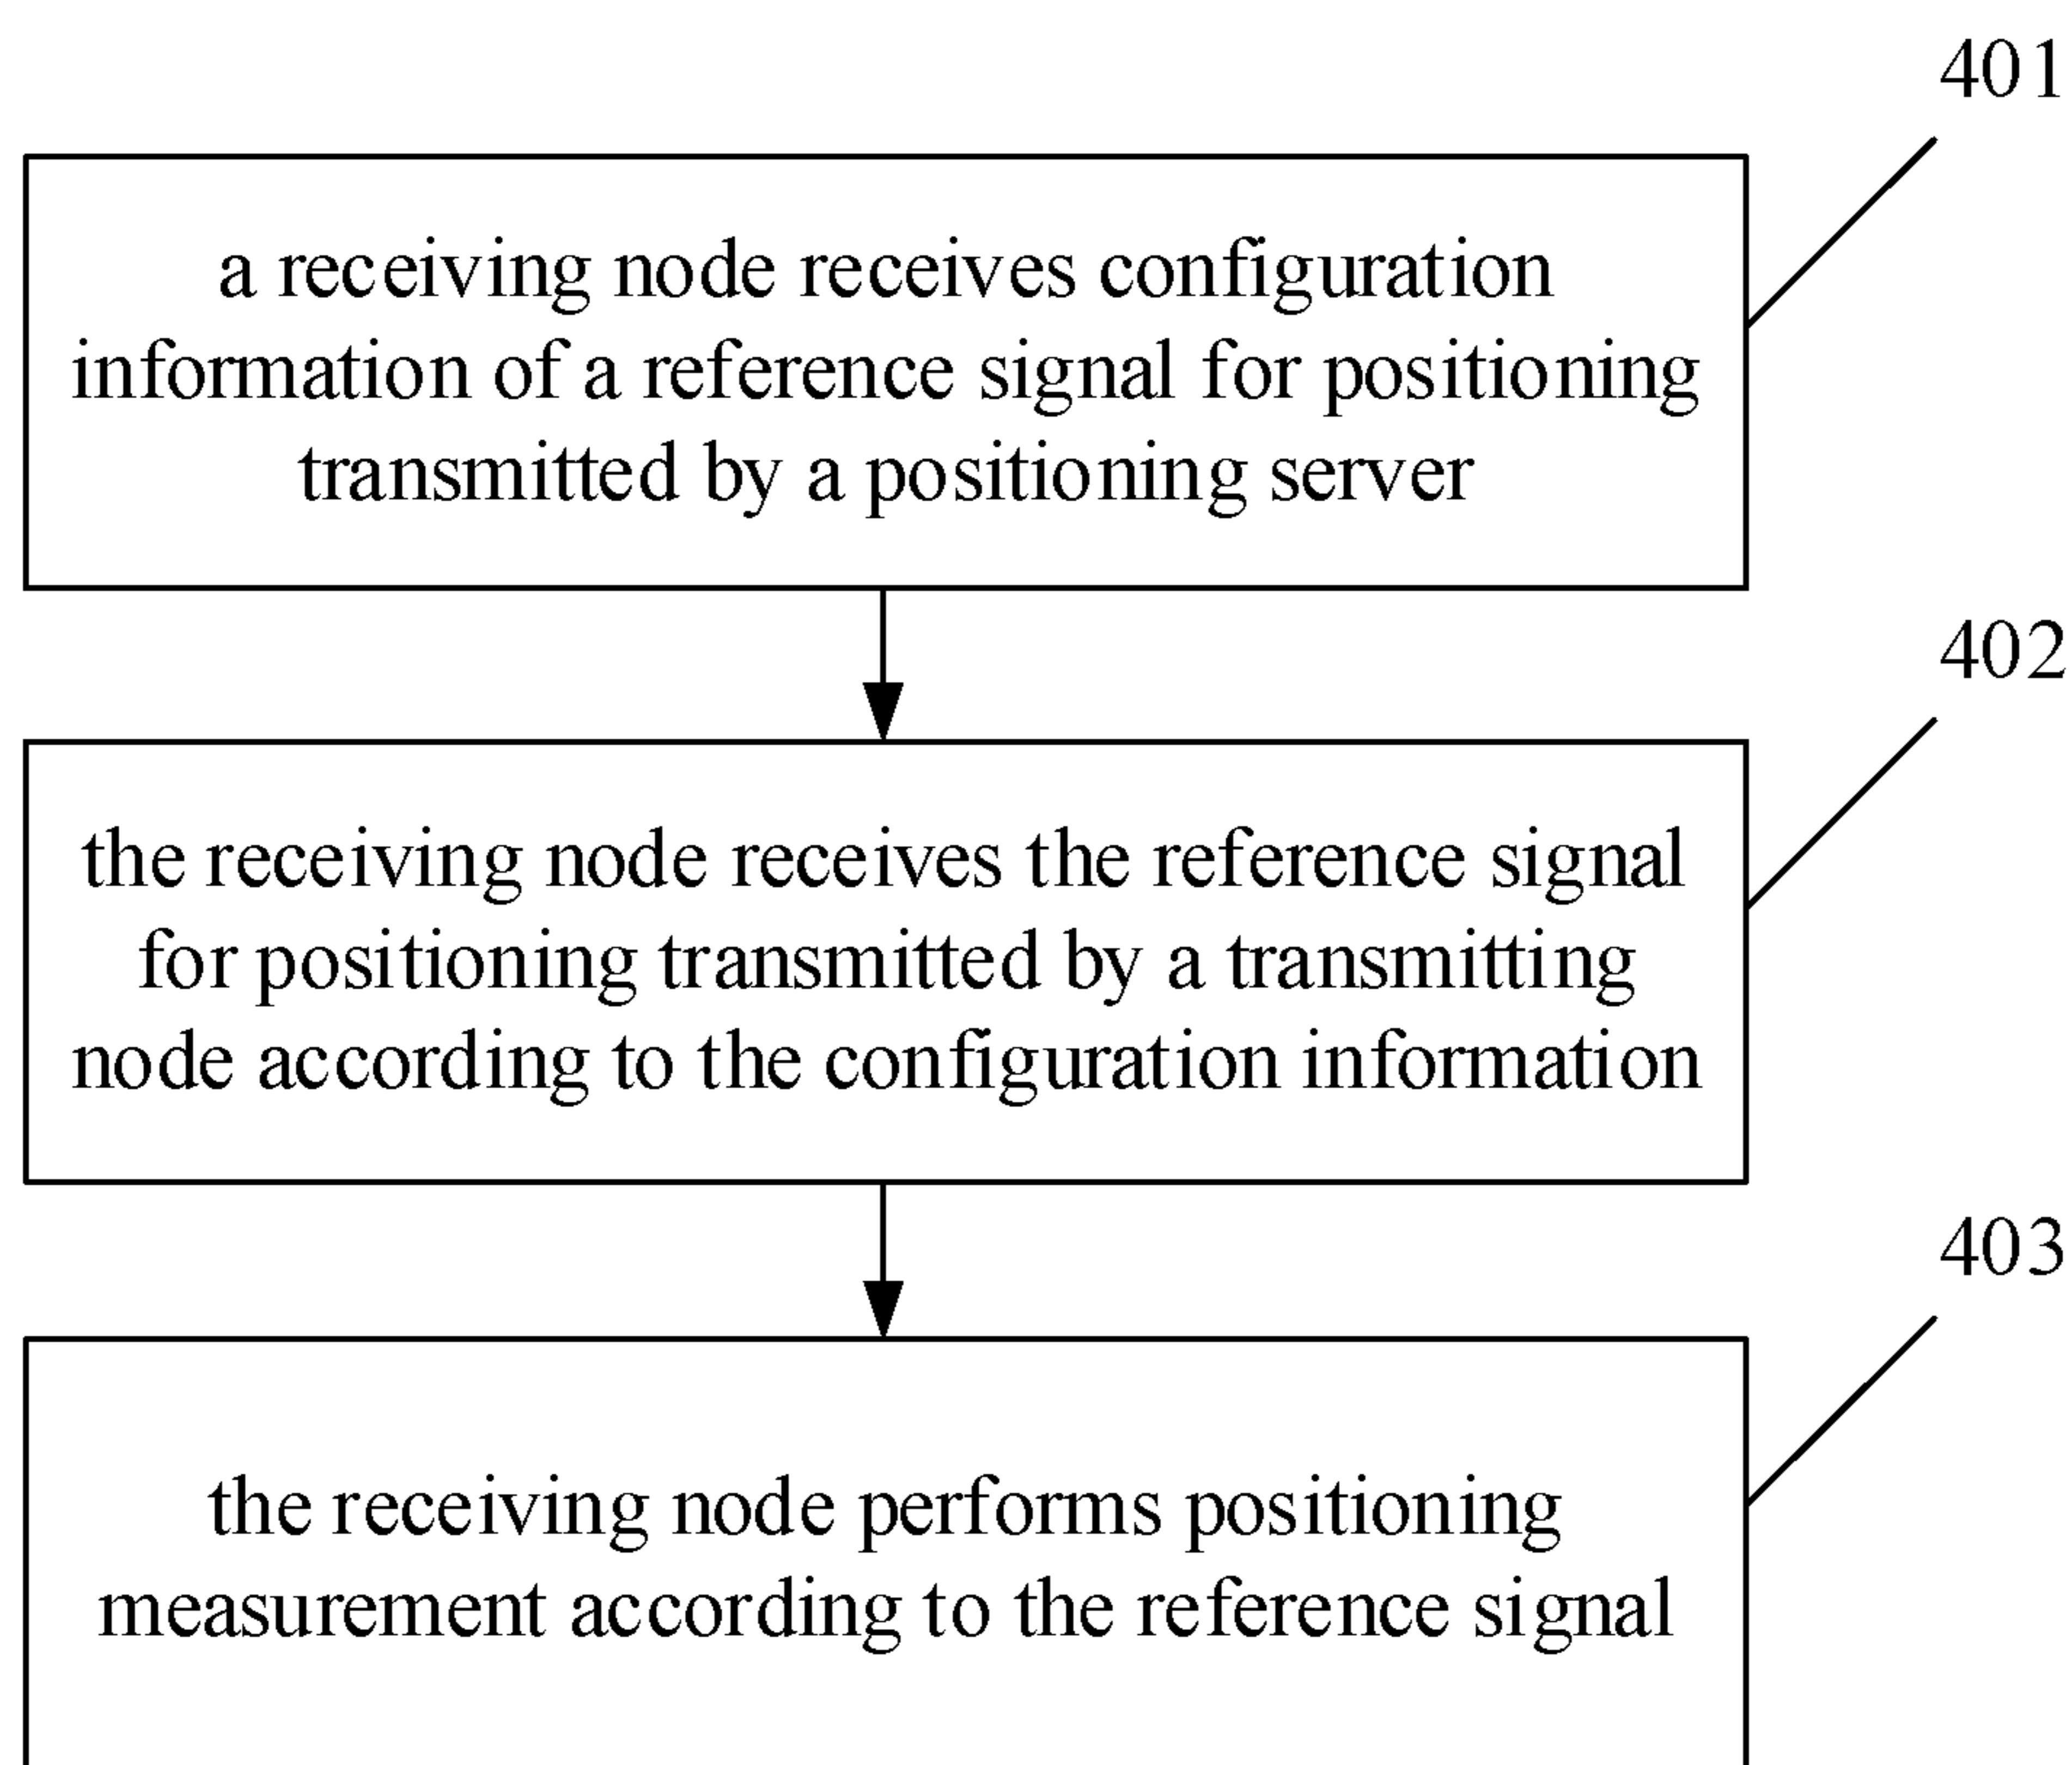 401
a receiving node receives configuration
information of a reference signal for positioning
transmitted by a positioning server
402
the receiving node receives the reference signal
for positioning transmitted by a transmitting
node according to the configuration information
403
the receiving node performs positioning
measurement according to the reference signal